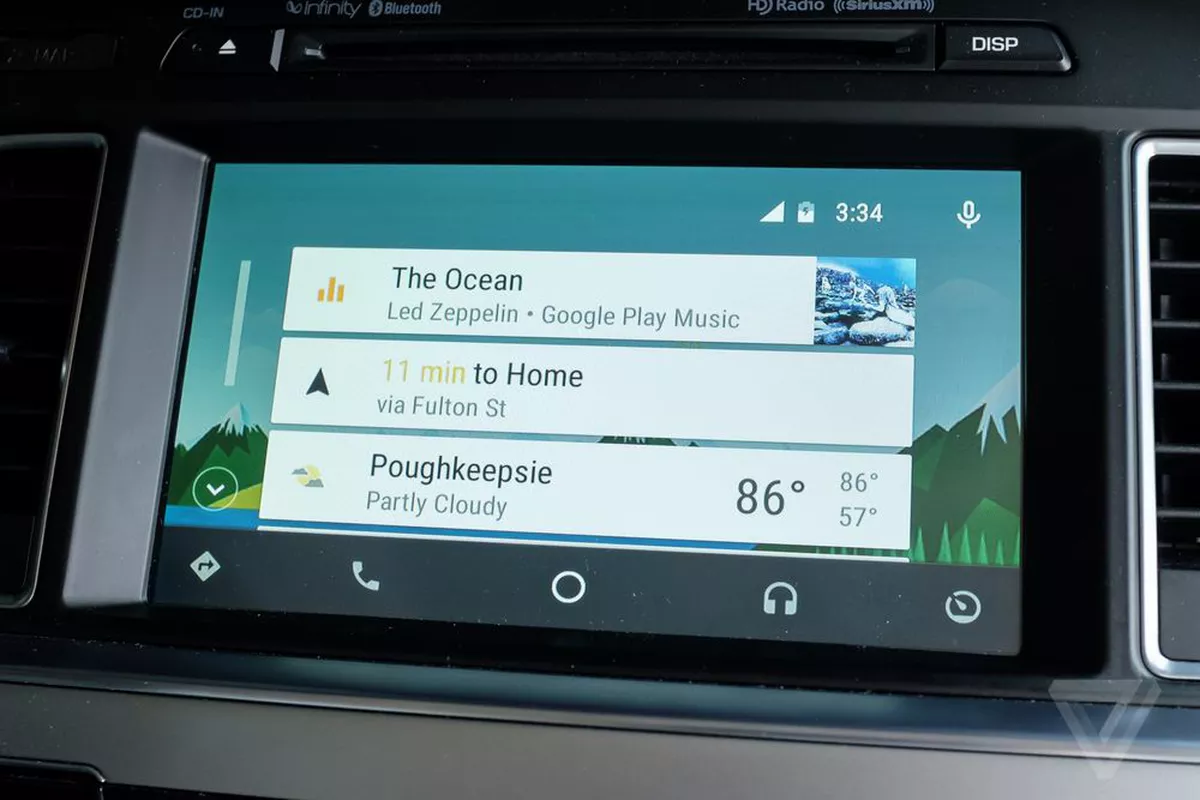 CD-IN
Infinity Bluetooth
HD Radio ((SiriusXM))
MAP
DISP
3:34
The Ocean
Led Zeppelin • Google Play Music
11 min to Home
via Fulton St
Poughkeepsie
Partly Cloudy
86°
86°
57°